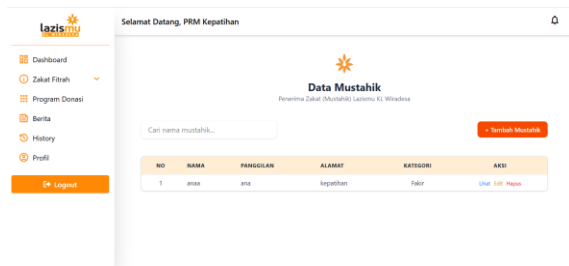 lazismu
KL WIRADESA
Selamat Datang, PRM Kepatihan
Dashboard
Zakat Fitrah
Program Donasi
Berita
History
Profil
Logout
Data Mustahik
Penerima Zakat (Mustahik) Lazismu KL Wiradesa
Cari nama mustahik...
+ Tambah Mustahik
NO NAMA PANGGILAN ALAMAT KATEGORI AKSI
1 anaa ana kepatihan Fakir Lihat Edit Hapus